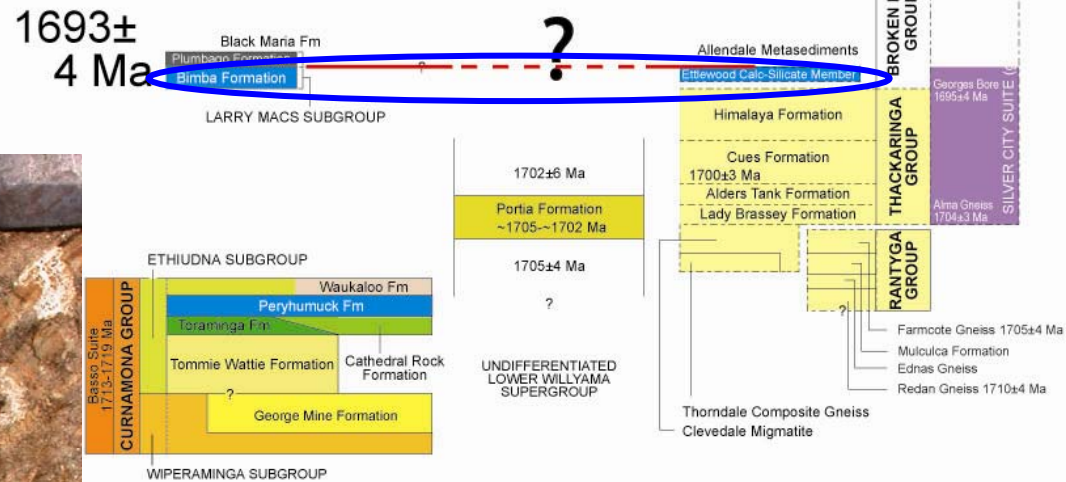 1693±
4 Ma
Black Maria Fm
Plumbago Formation
Bimba Formation
?
LARRY MACS SUBGROUP
?
Allendale Metasediments
Ettlewood Calc-Silicate Member
Himalaya Formation
Cues Formation
1700±3 Ma
Alders Tank Formation
Lady Brassey Formation
BROKEN
GROUP
THACKARINGA
GROUP
RANTYGA
GROUP
Georges Bore
1695±4 Ma
SILVER CITY SUITE
Alma Gneiss
1704±3 Ma
1702±6 Ma
Portia Formation
~1705-~1702 Ma
1705±4 Ma
?
UNDIFFERENTIATED
LOWER WILLYAMA
SUPERGROUP
ETHIUDNA SUBGROUP
Waukaloo Fm
Peryhumuck Fm
Toraminga Fm
Tommie Wattie Formation
Cathedral Rock
Formation
?
George Mine Formation
Basso Suite
1713-1719 Ma
CURNAMONA GROUP
WIPERAMINGA SUBGROUP
?
Farmcote Gneiss 1705±4 Ma
Mulculca Formation
Ednas Gneiss
Redan Gneiss 1710±4 Ma
Thorndale Composite Gneiss
Clevedale Migmatite